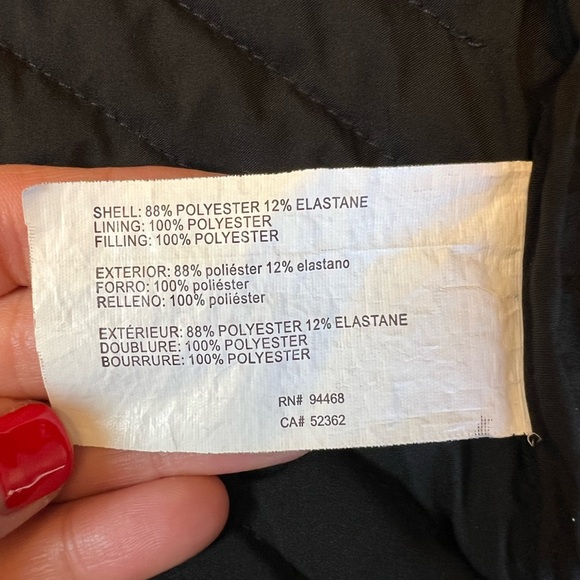 SHELL: 88% POLYESTER 12% ELASTANE
LINING: 100% POLYESTER
FILLING: 100% POLYESTER
EXTERIOR: 88% poliéster 12% elastano
FORRO: 100% poliéster
RELLENO: 100% poliéster
EXTÉRIEUR: 88% POLYESTER 12% ELASTANE
DOUBLURE: 100% POLYESTER
BOURRURE: 100% POLYESTER
RN# 94468
CA# 52362